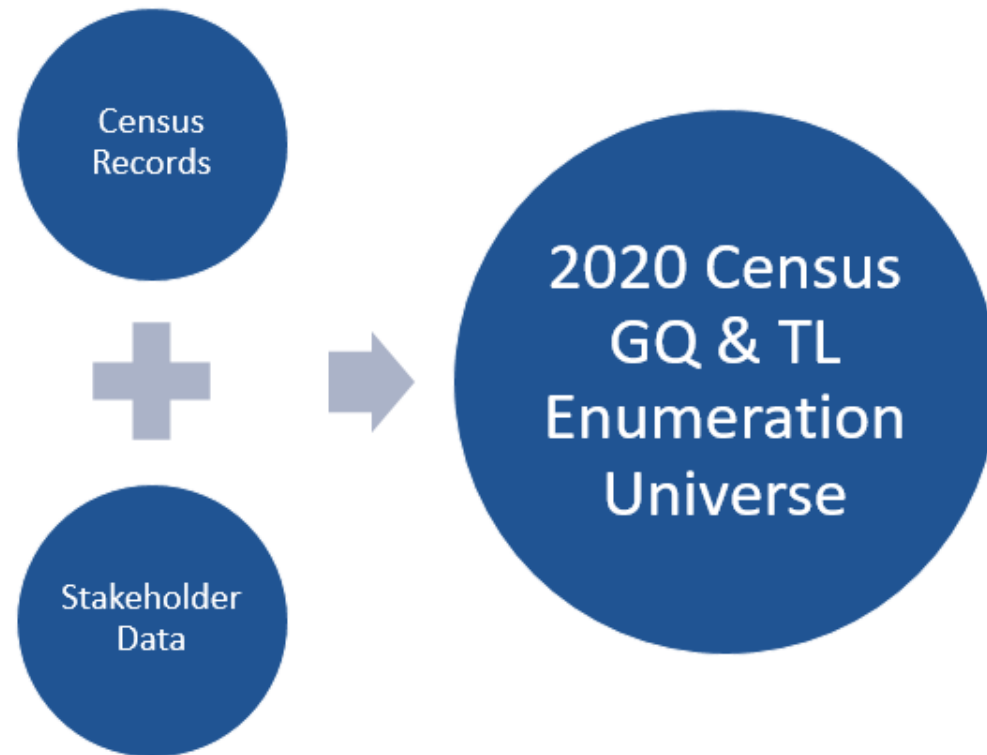 Census
Records
Stakeholder
Data
2020 Census
GQ & TL
Enumeration
Universe